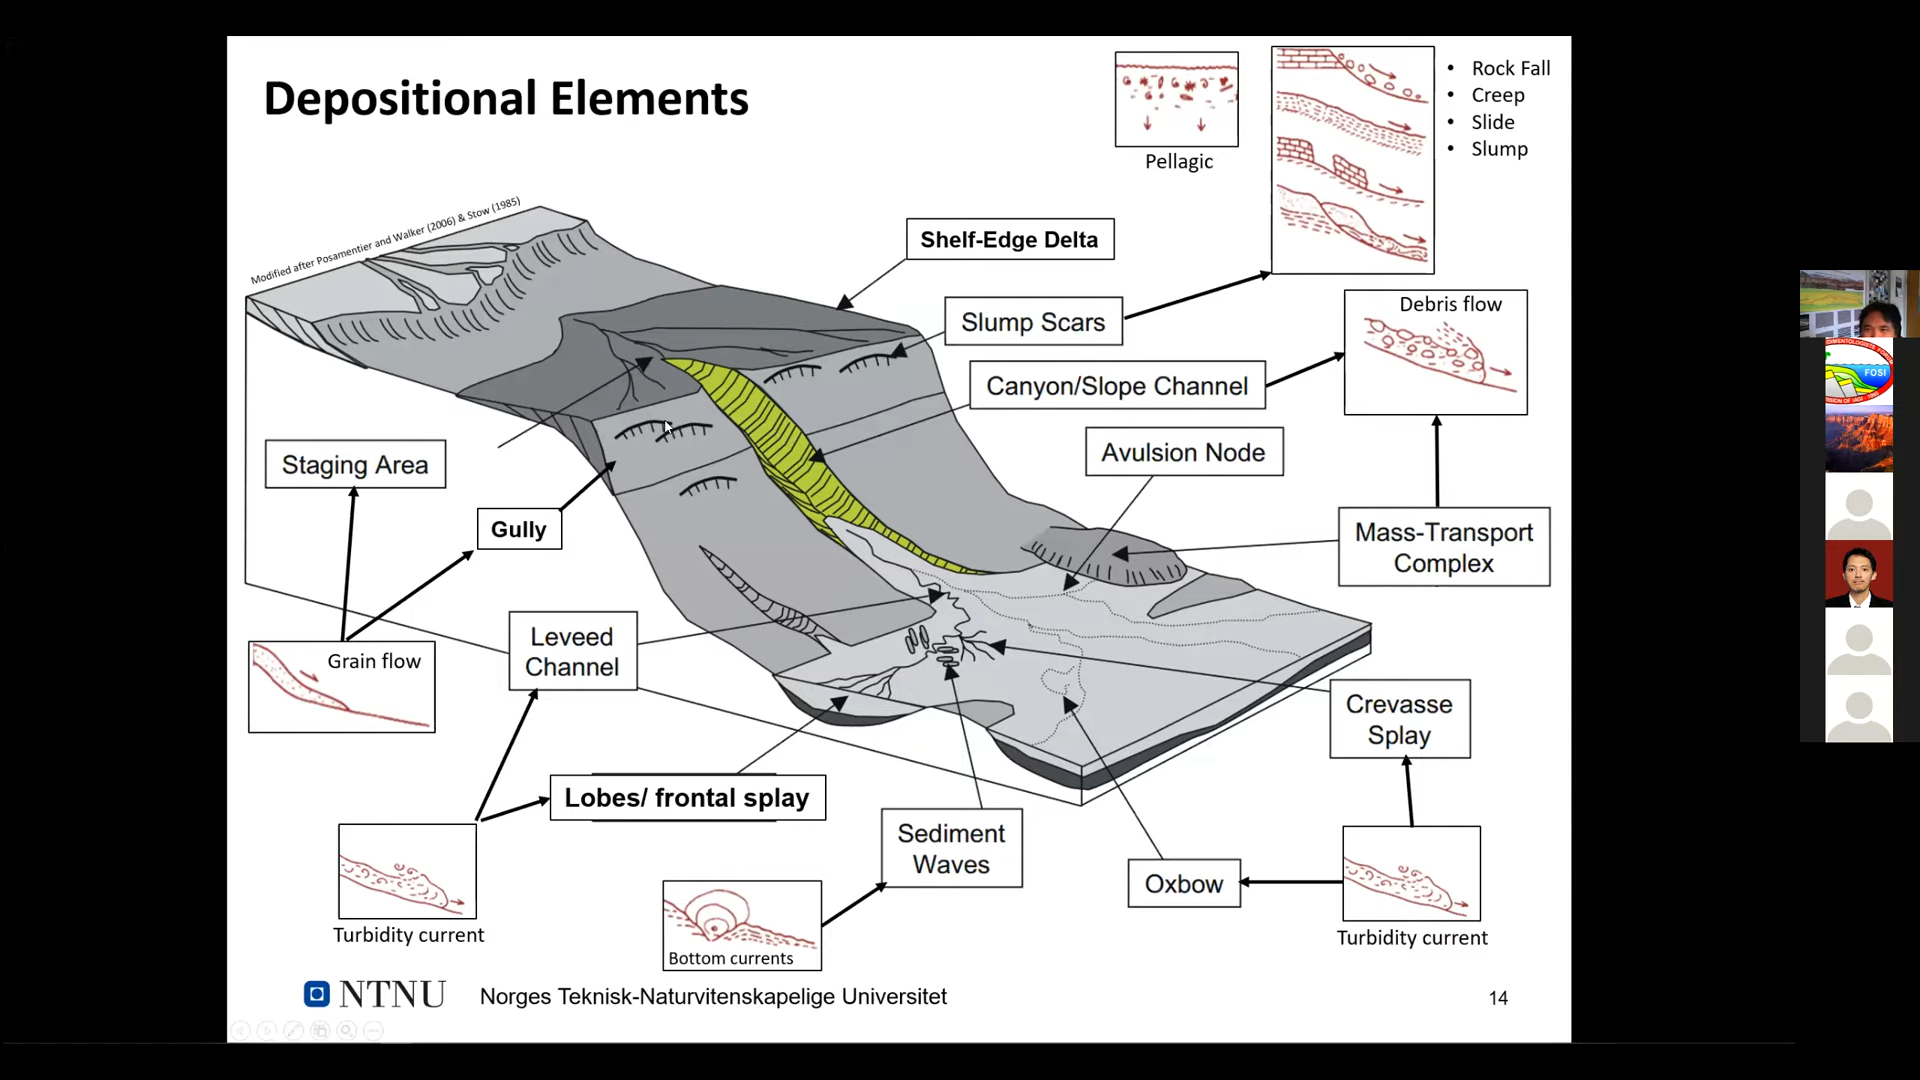 Depositional Elements
Pellagic
• Rock Fall
• Creep
• Slide
• Slump
Modified after Posamentier and Walker (2006) & Stow (1985)
Shelf-Edge Delta
Slump Scars
Debris flow
Canyon/Slope Channel
Avulsion Node
Staging Area
Gully
Mass-Transport
Complex
Leveed
Channel
Grain flow
Crevasse
Splay
Lobes/ frontal splay
Sediment
Waves
Oxbow
Turbidity current
Bottom currents
Turbidity current
NTNU
Norges Teknisk-Naturvitenskapelige Universitet
14
FOSI